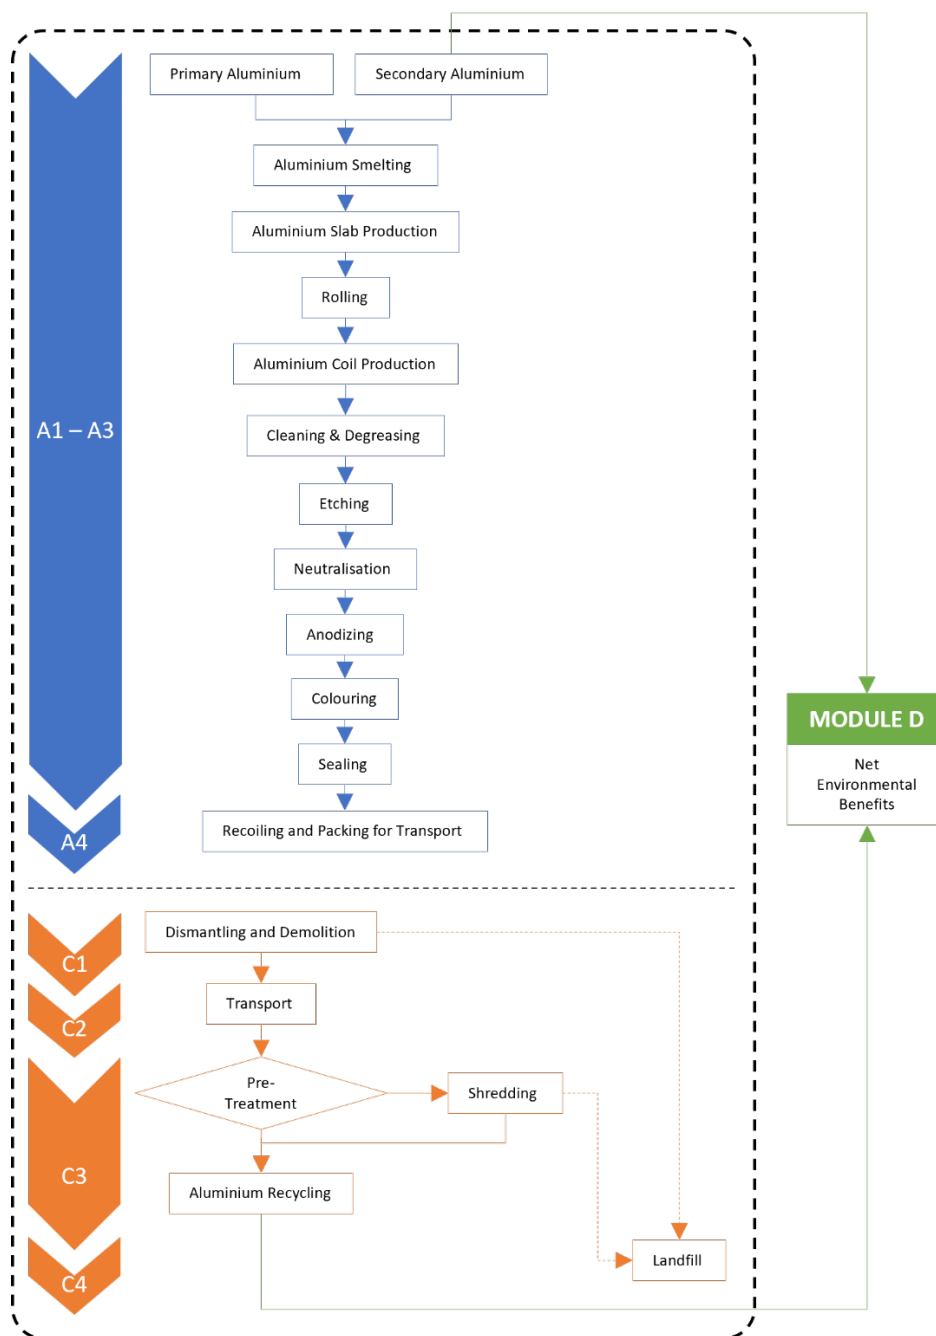 Primary Aluminium
Secondary Aluminium
Aluminium Smelting
Aluminium Slab Production
Rolling
Aluminium Coil Production
A1 – A3
Cleaning & Degreasing
Etching
Neutralisation
Anodizing
Colouring
Sealing
MODULE D
Net
Environmental
Benefits
A4
Recoiling and Packing for Transport
C1
Dismantling and Demolition
C2
Transport
Pre-
Treatment
Shredding
C3
Aluminium Recycling
Landfill
C4